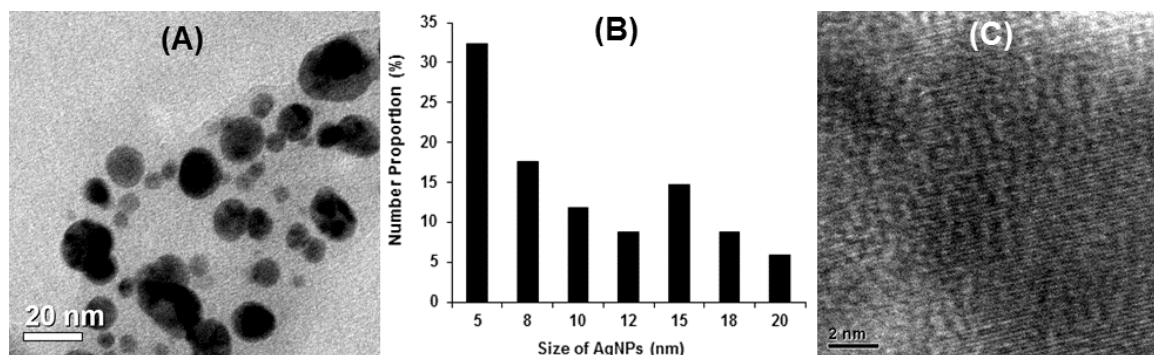 (A)
20 nm
(B)
Number Proportion (%)
35
30
25
20
15
10
5
0
5 8 10 12 15 18 20
Size of AgNPs (nm)
(C)
2 nm